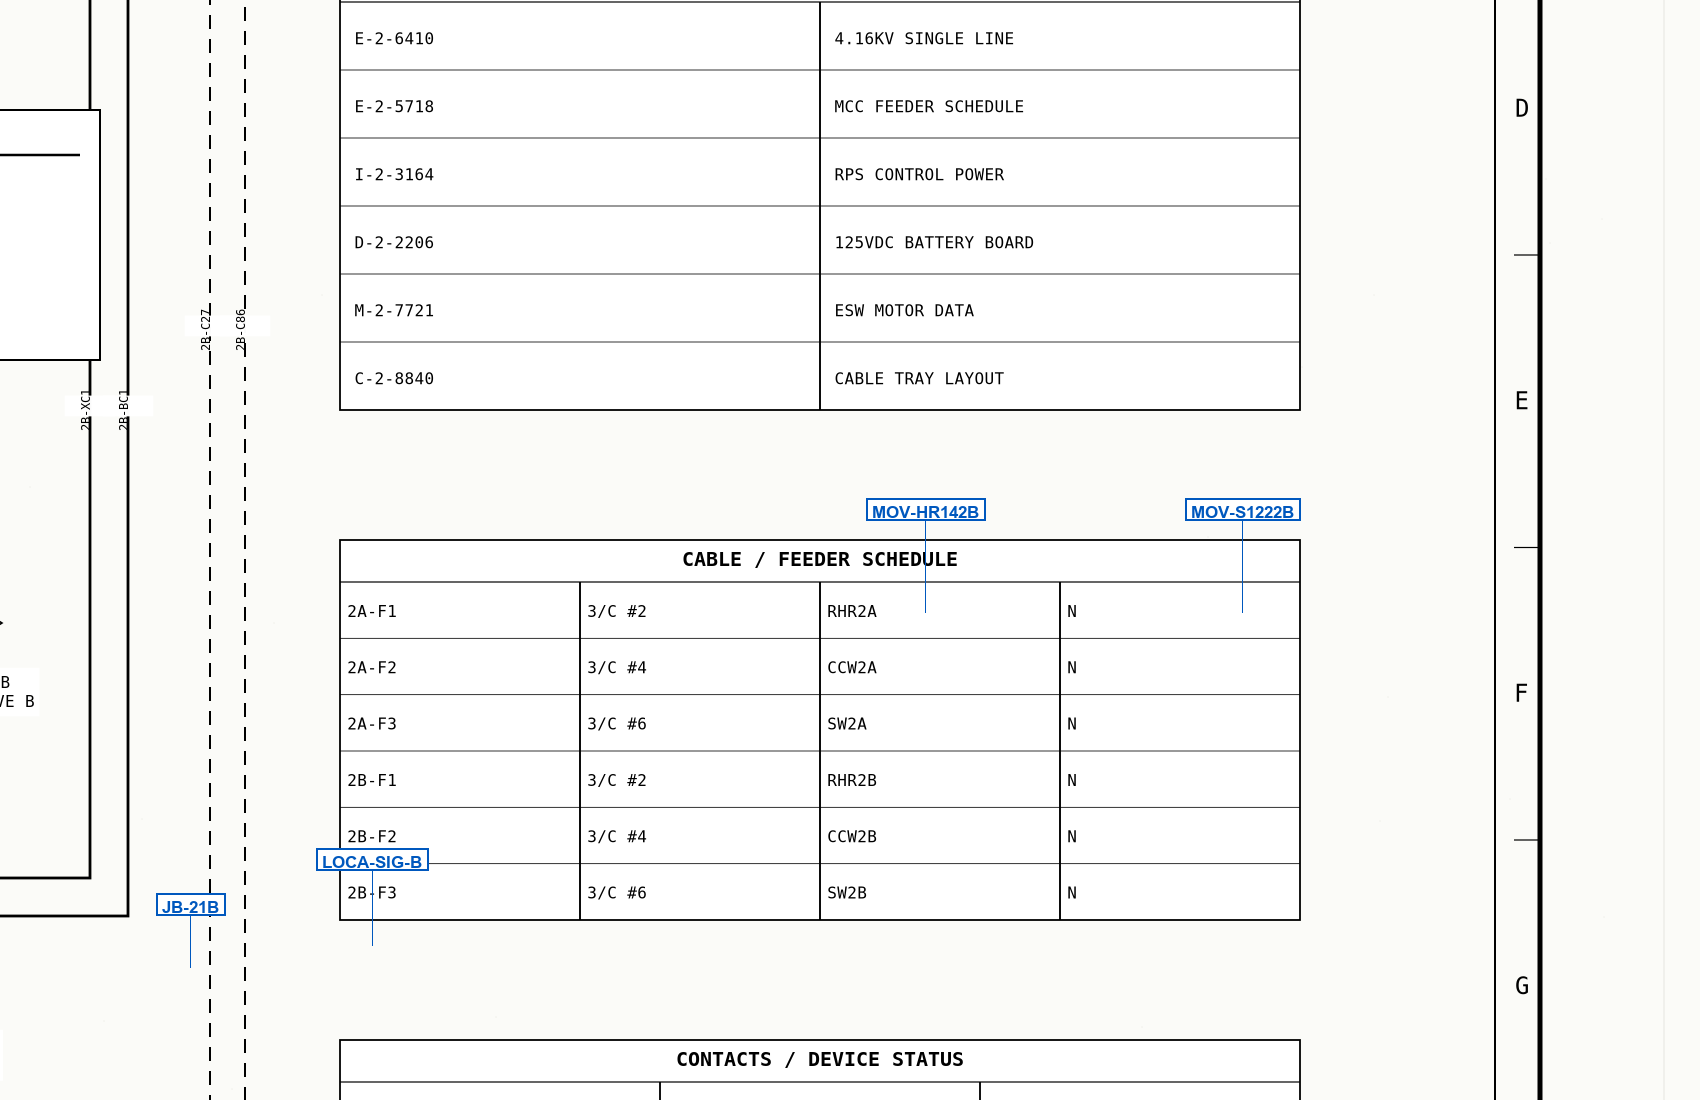 E-2-6410 4.16KV SINGLE LINE
E-2-5718 MCC FEEDER SCHEDULE
I-2-3164 RPS CONTROL POWER
D-2-2206 125VDC BATTERY BOARD
M-2-7721 ESW MOTOR DATA
C-2-8840 CABLE TRAY LAYOUT
D
E
F
G
2B-C27
2B-C86
2B-XC1
2B-BC1
B
VE B
MOV-HR142B
MOV-S1222B
CABLE / FEEDER SCHEDULE
2A-F1 3/C #2 RHR2A N
2A-F2 3/C #4 CCW2A N
2A-F3 3/C #6 SW2A N
2B-F1 3/C #2 RHR2B N
2B-F2 3/C #4 CCW2B N
LOCA-SIG-B
2B-F3 3/C #6 SW2B N
JB-21B
CONTACTS / DEVICE STATUS